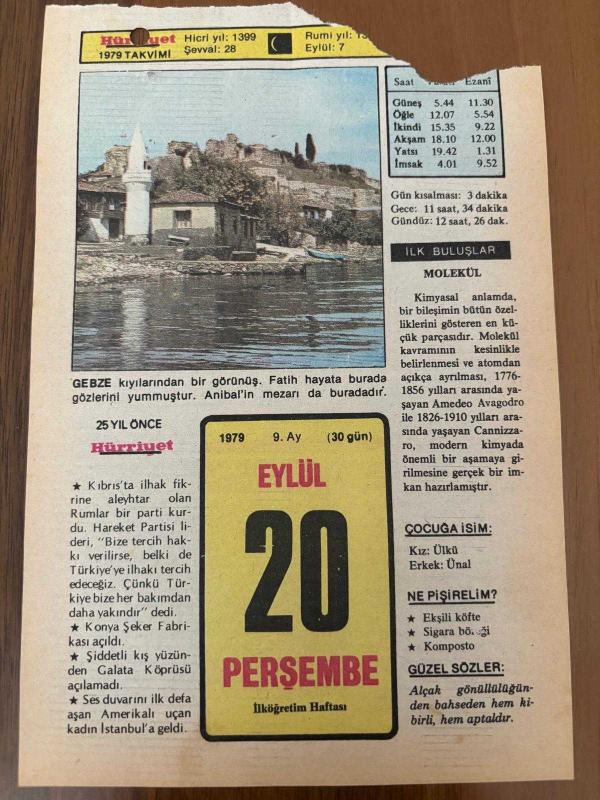 Hürriyet
1979 TAKVİMİ
Hicri yıl: 1399
Şevval: 28
Rumi yıl:
Eylül: 7
Saat Ezanî
Güneş 5.44 11.30
Öğle 12.07 5.54
İkindi 15.35 9.22
Akşam 18.10 12.00
Yatsı 19.42 1.31
İmsak 4.01 9.52
Gün kısalması: 3 dakika
Gece: 11 saat, 34 dakika
Gündüz: 12 saat, 26 dak.
İLK BULUŞLAR
MOLEKÜL
Kimyasal anlamda,
bir bileşimin bütün özel-
liklerini gösteren en kü-
çük parçasıdır. Molekül
kavramının kesinlikle
belirlenmesi ve atomdan
açıkça ayrılması, 1776-
1856 yılları arasında ya-
şayan Amedeo Avagodro
ile 1826-1910 yılları ara-
sında yaşayan Cannizza-
ro, modern kimyada
önemli bir aşamaya gi-
rilmesine gerçek bir im-
kan hazırlamıştır.
GEBZE kıyılarından bir görünüş. Fatih hayata burada
gözlerini yummuştur. Anibal'in mezarı da buradadır.
25 YIL ÖNCE
Hürriyet
★ Kıbrıs'ta ilhak fik-
rine aleyhtar olan
Rumlar bir parti kur-
du. Hareket Partisi li-
deri, "Bize tercih hak-
kı verilirse, belki de
Türkiye'ye ilhakı tercih
edeceğiz. Çünkü Tür-
kiye bize her bakımdan
daha yakındır" dedi.
★ Konya Şeker Fabri-
kası açıldı.
★ Şiddetli kış yüzün-
den Galata Köprüsü
açılamadı.
★ Ses duvarını ilk defa
aşan Amerikalı uçan
kadın İstanbul'a geldi.
1979 9. Ay (30 gün)
EYLÜL
20
PERŞEMBE
İlköğretim Haftası
ÇOCUĞA İSİM:
Kız: Ülkü
Erkek: Ünal
NE PİŞİRELİM?
★ Ekşili köfte
★ Sigara böreği
★ Komposto
GÜZEL SÖZLER:
Alçak gönüllülüğün-
den bahseden hem ki-
birli, hem aptaldır.